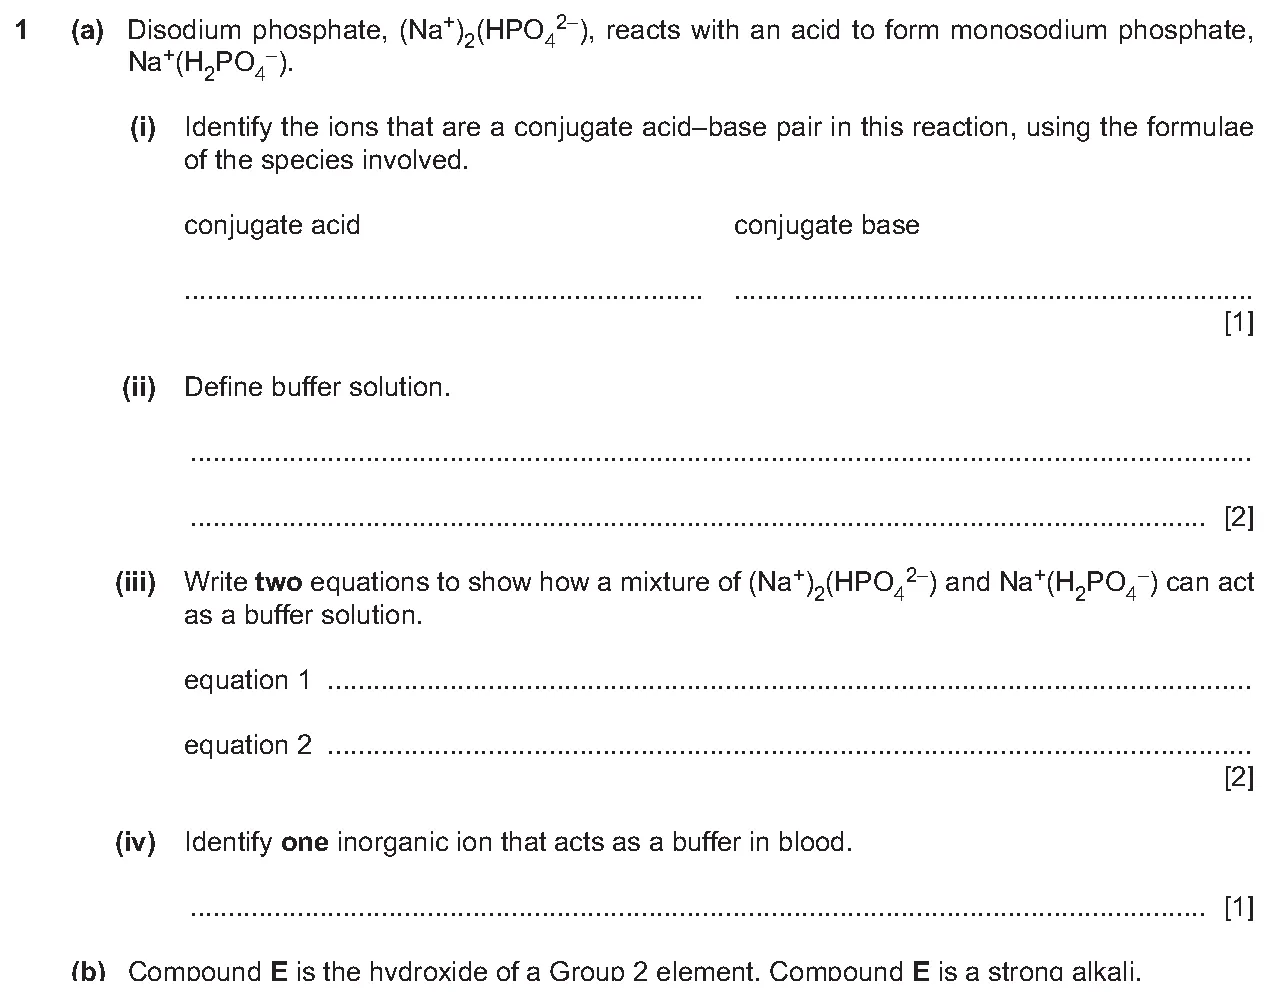 1 (a) Disodium phosphate, (Na⁺)₂(HPO₄²⁻), reacts with an acid to form monosodium phosphate,
Na⁺(H₂PO₄⁻).
(i) Identify the ions that are a conjugate acid–base pair in this reaction, using the formulae
of the species involved.
conjugate acid conjugate base
.................................................................... ....................................................................
[1]
(ii) Define buffer solution.
...........................................................................................................................................
..................................................................................................................................... [2]
(iii) Write two equations to show how a mixture of (Na⁺)₂(HPO₄²⁻) and Na⁺(H₂PO₄⁻) can act
as a buffer solution.
equation 1 .........................................................................................................................
equation 2 .........................................................................................................................
[2]
(iv) Identify one inorganic ion that acts as a buffer in blood.
..................................................................................................................................... [1]
(b) Compound E is the hydroxide of a Group 2 element. Compound E is a strong alkali.